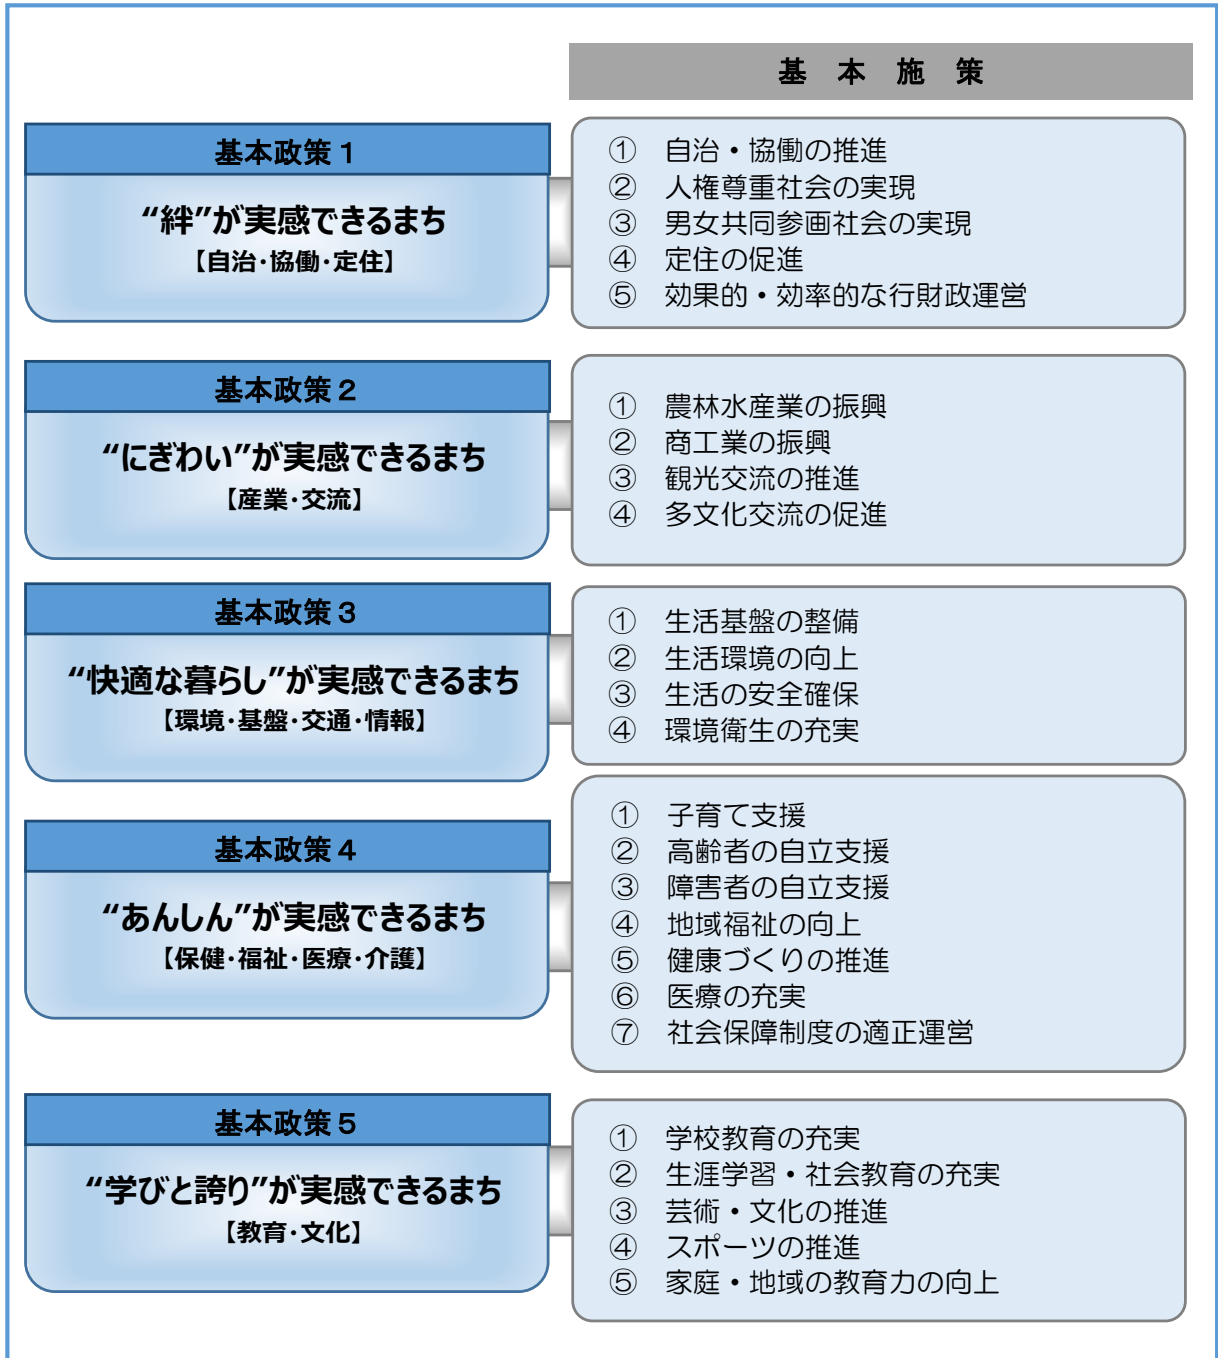 基本施策
基本政策１
“絆”が実感できるまち
【自治・協働・定住】
①　自治・協働の推進
②　人権尊重社会の実現
③　男女共同参画社会の実現
④　定住の促進
⑤　効果的・効率的な行財政運営
基本政策２
“にぎわい”が実感できるまち
【産業・交流】
①　農林水産業の振興
②　商工業の振興
③　観光交流の推進
④　多文化交流の促進
基本政策３
“快適な暮らし”が実感できるまち
【環境・基盤・交通・情報】
①　生活基盤の整備
②　生活環境の向上
③　生活の安全確保
④　環境衛生の充実
基本政策４
“あんしん”が実感できるまち
【保健・福祉・医療・介護】
①　子育て支援
②　高齢者の自立支援
③　障害者の自立支援
④　地域福祉の向上
⑤　健康づくりの推進
⑥　医療の充実
⑦　社会保障制度の適正運営
基本政策５
“学びと誇り”が実感できるまち
【教育・文化】
①　学校教育の充実
②　生涯学習・社会教育の充実
③　芸術・文化の推進
④　スポーツの推進
⑤　家庭・地域の教育力の向上